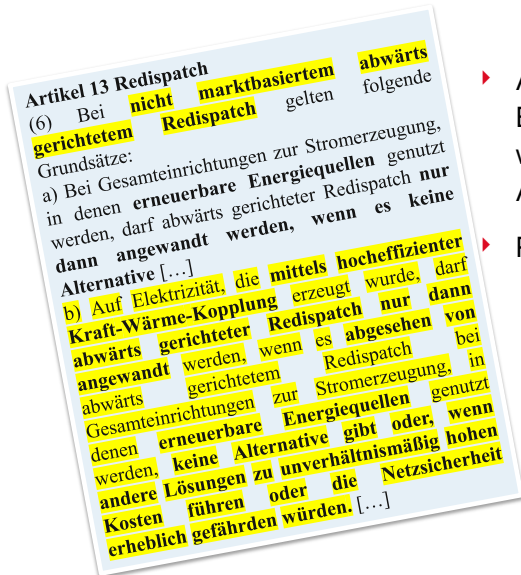 Artikel 13 Redispatch
(6) Bei nicht marktbasiertem abwärts
gerichtetem Redispatch gelten folgende
Grundsätze:
a) Bei Gesamteinrichtungen zur Stromerzeugung,
in denen erneuerbare Energiequellen genutzt
werden, darf abwärts gerichteter Redispatch nur
dann angewandt werden, wenn es keine
Alternative […]
b) Auf Elektrizität, die mittels hocheffizienter
Kraft-Wärme-Kopplung erzeugt wurde, darf
abwärts gerichteter Redispatch nur dann
angewandt werden, wenn es abgesehen von
abwärts gerichtetem Redispatch bei
Gesamteinrichtungen zur Stromerzeugung, in
denen erneuerbare Energiequellen genutzt
werden, keine Alternative gibt oder, wenn
andere Lösungen zu unverhältnismäßig hohen
Kosten führen oder die Netzsicherheit
erheblich gefährden würden. […]